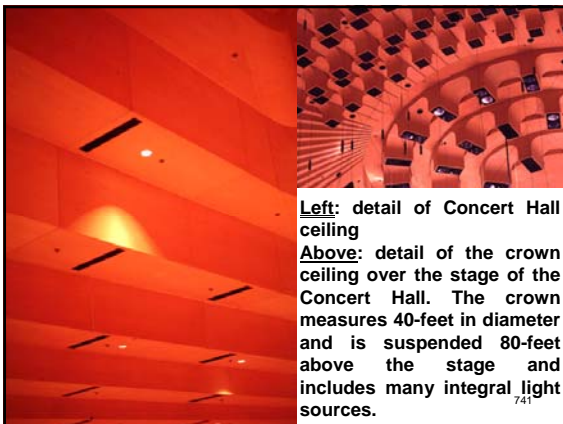 Left: detail of Concert Hall
ceiling
Above: detail of the crown
ceiling over the stage of the
Concert Hall. The crown
measures 40-feet in diameter
and is suspended 80-feet
above the stage and
includes many integral light
sources.
741